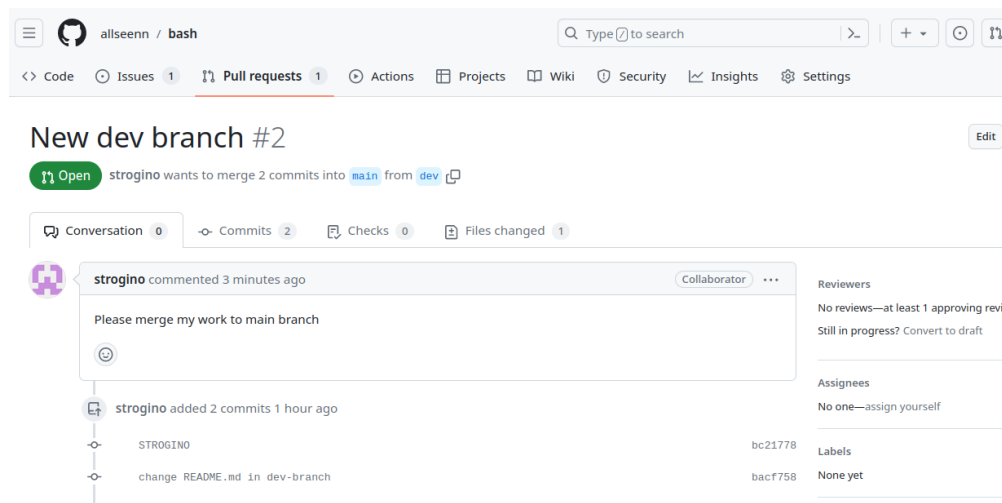 allseenn / bash
Type / to search
Code
Issues 1
Pull requests 1
Actions
Projects
Wiki
Security
Insights
Settings
New dev branch #2
Edit
Open
strogino wants to merge 2 commits into main from dev
Conversation 0
Commits 2
Checks 0
Files changed 1
strogino commented 3 minutes ago
Collaborator
Please merge my work to main branch
strogino added 2 commits 1 hour ago
STROGINO
bc21778
change README.md in dev-branch
bacf758
Reviewers
No reviews—at least 1 approving revi
Still in progress? Convert to draft
Assignees
No one—assign yourself
Labels
None yet